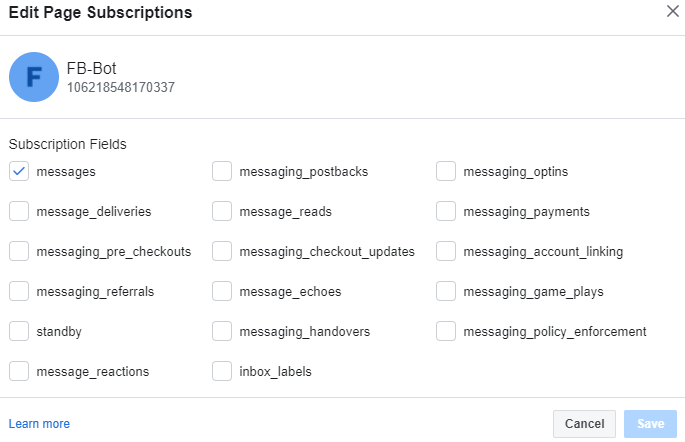 Edit Page Subscriptions
F
FB-Bot
106218548170337
Subscription Fields
messages messaging_postbacks messaging_optins
message_deliveries message_reads messaging_payments
messaging_pre_checkouts messaging_checkout_updates messaging_account_linking
messaging_referrals message_echoes messaging_game_plays
standby messaging_handovers messaging_policy_enforcement
message_reactions inbox_labels
Learn more Cancel Save